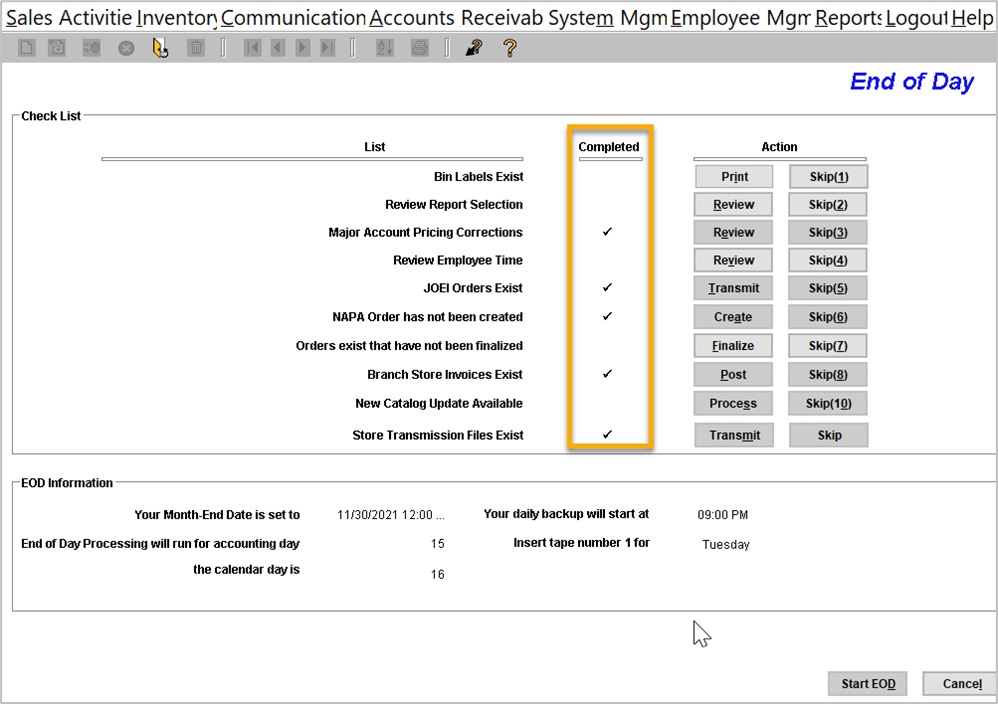 Sales Activitie Inventory Communication Accounts Receivab System Mgm Employee Mgm Reports Logout Help
End of Day
Check List
List Completed Action
Bin Labels Exist Print Skip(1)
Review Report Selection Review Skip(2)
Major Account Pricing Corrections ✓ Review Skip(3)
Review Employee Time Review Skip(4)
JOEI Orders Exist ✓ Transmit Skip(5)
NAPA Order has not been created ✓ Create Skip(6)
Orders exist that have not been finalized Finalize Skip(7)
Branch Store Invoices Exist ✓ Post Skip(8)
New Catalog Update Available Process Skip(10)
Store Transmission Files Exist ✓ Transmit Skip
EOD Information
Your Month-End Date is set to 11/30/2021 12:00 ... Your daily backup will start at 09:00 PM
End of Day Processing will run for accounting day 15 Insert tape number 1 for Tuesday
the calendar day is 16
Start EOD Cancel